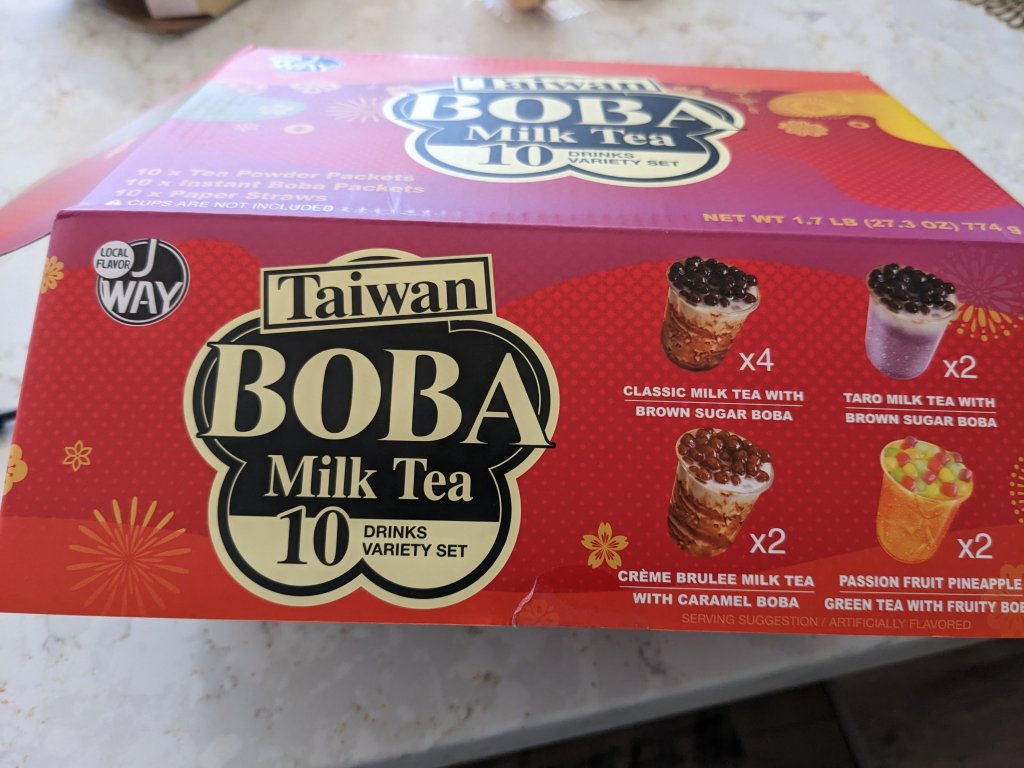 J
WAY
Taiwan
BOBA
Milk Tea
10 DRINKS
VARIETY SET
10 x Tea Powder Packets
10 x Instant Boba Packets
10 x Paper Straws
CUPS ARE NOT INCLUDED
NET WT 1.7 LB (27.3 OZ) 774 g
LOCAL
FLAVOR
J
WAY
Taiwan
BOBA
Milk Tea
10 DRINKS
VARIETY SET
x4
CLASSIC MILK TEA WITH
BROWN SUGAR BOBA
x2
TARO MILK TEA WITH
BROWN SUGAR BOBA
x2
CRÈME BRULEE MILK TEA
WITH CARAMEL BOBA
x2
PASSION FRUIT PINEAPPLE
GREEN TEA WITH FRUITY
SERVING SUGGESTION / ARTIFICIALLY FLAVORED